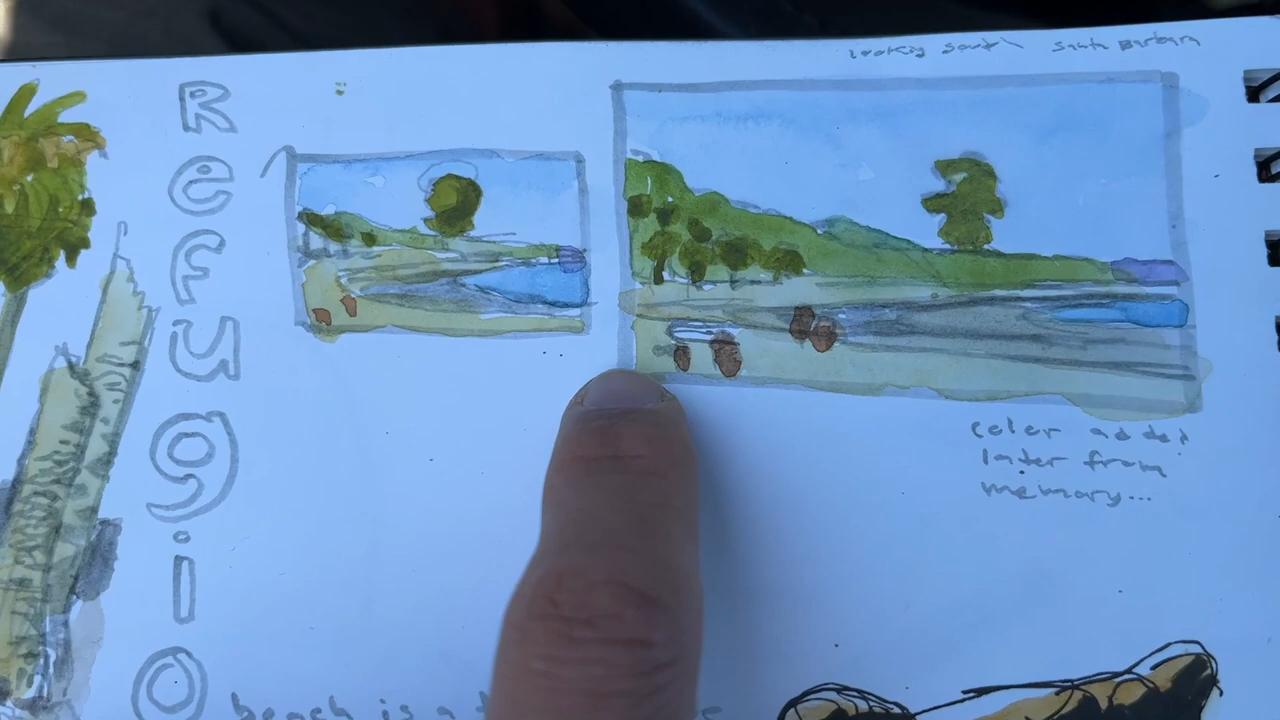 looking south Santa Barbara
Refugio
color added
later from
memory...
beach is a